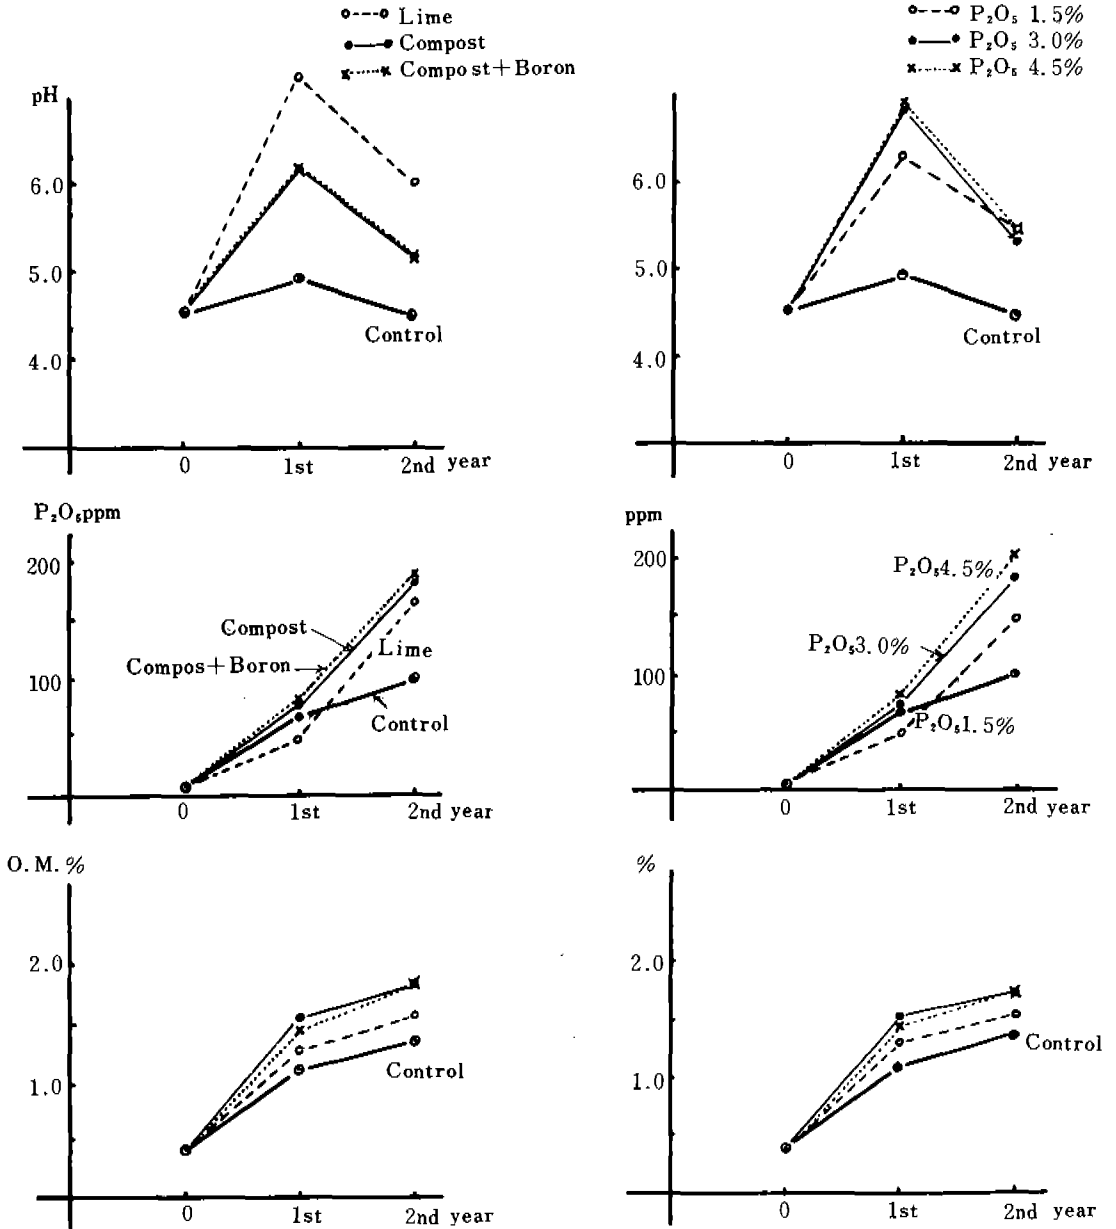 Lime
Compost
Compost+Boron
pH
6.0
5.0
4.0
Control
0 1st 2nd year
P₂O₅ 1.5%
P₂O₅ 3.0%
P₂O₅ 4.5%
6.0
5.0
4.0
Control
0 1st 2nd year
P₂O₅ppm
200
100
Compost
Compos+Boron
Lime
Control
0 1st 2nd year
ppm
200
100
P₂O₅4.5%
P₂O₅3.0%
P₂O₅1.5%
0 1st 2nd year
O.M.%
2.0
1.0
Control
0 1st 2nd year
%
2.0
1.0
Control
0 1st 2nd year